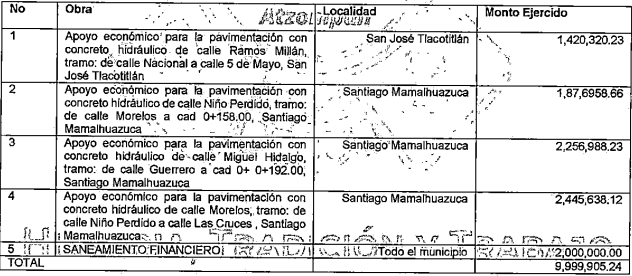 No Obra Localidad Monto Ejercido
1 Apoyo económico para la pavimentación con San José Tlacotitlán 1,420,320.23
concreto hidráulico de calle Ramos Millán,
tramo: de calle Nacional a calle 5 de Mayo, San
José Tlacotitlán
2 Apoyo económico para la pavimentación con Santiago Mamalhuazuca 1,87,6958.66
concreto hidráulico de calle Niño Perdido, tramo:
de calle Morelos a cad 0+158.00, Santiago
Mamalhuazuca
3 Apoyo económico para la pavimentación con Santiago Mamalhuazuca 2,256,988.23
concreto hidráulico de calle Miguel Hidalgo,
tramo: de calle Guerrero a cad 0+ 0+192.00,
Santiago Mamalhuazuca
4 Apoyo económico para la pavimentación con Santiago Mamalhuazuca 2,445,638.12
concreto hidráulico de calle Morelos, tramo: de
calle Niño Perdido a calle Las Cruces , Santiago
Mamalhuazuca
TRADICIÓN Y TRABAJO
5 SANEAMIENTO FINANCIERO Todo el municipio 2,000,000.00
TOTAL 9,999,905.24